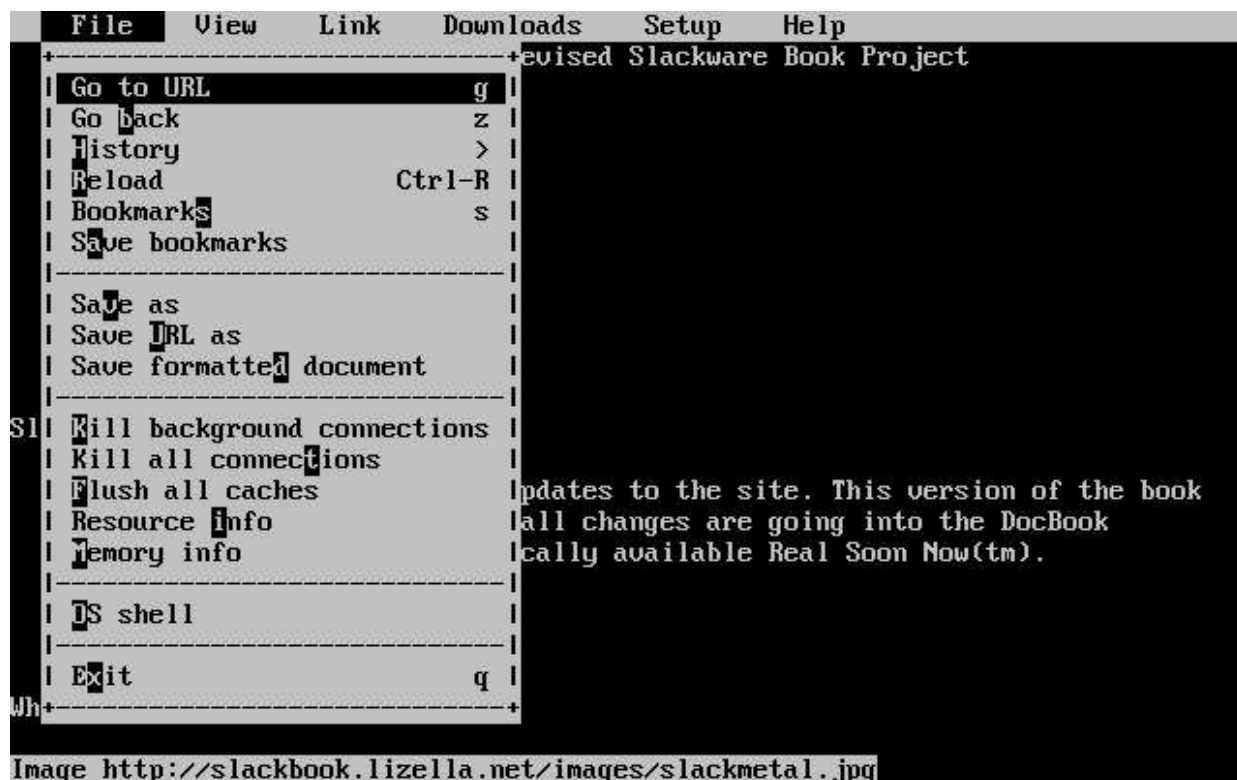 File View Link Downloads Setup Help
evised Slackware Book Project
Go to URL g
Go back z
History >
Reload Ctrl-R
Bookmarks s
Save bookmarks
Save as
Save URL as
Save formatted document
Sl Kill background connections
Kill all connections
Flush all caches pdates to the site. This version of the book
Resource info all changes are going into the DocBook
Memory info cally available Real Soon Now(tm).
OS shell
Exit q
Wh
Image http://slackbook.lizella.net/images/slackmetal.jpg